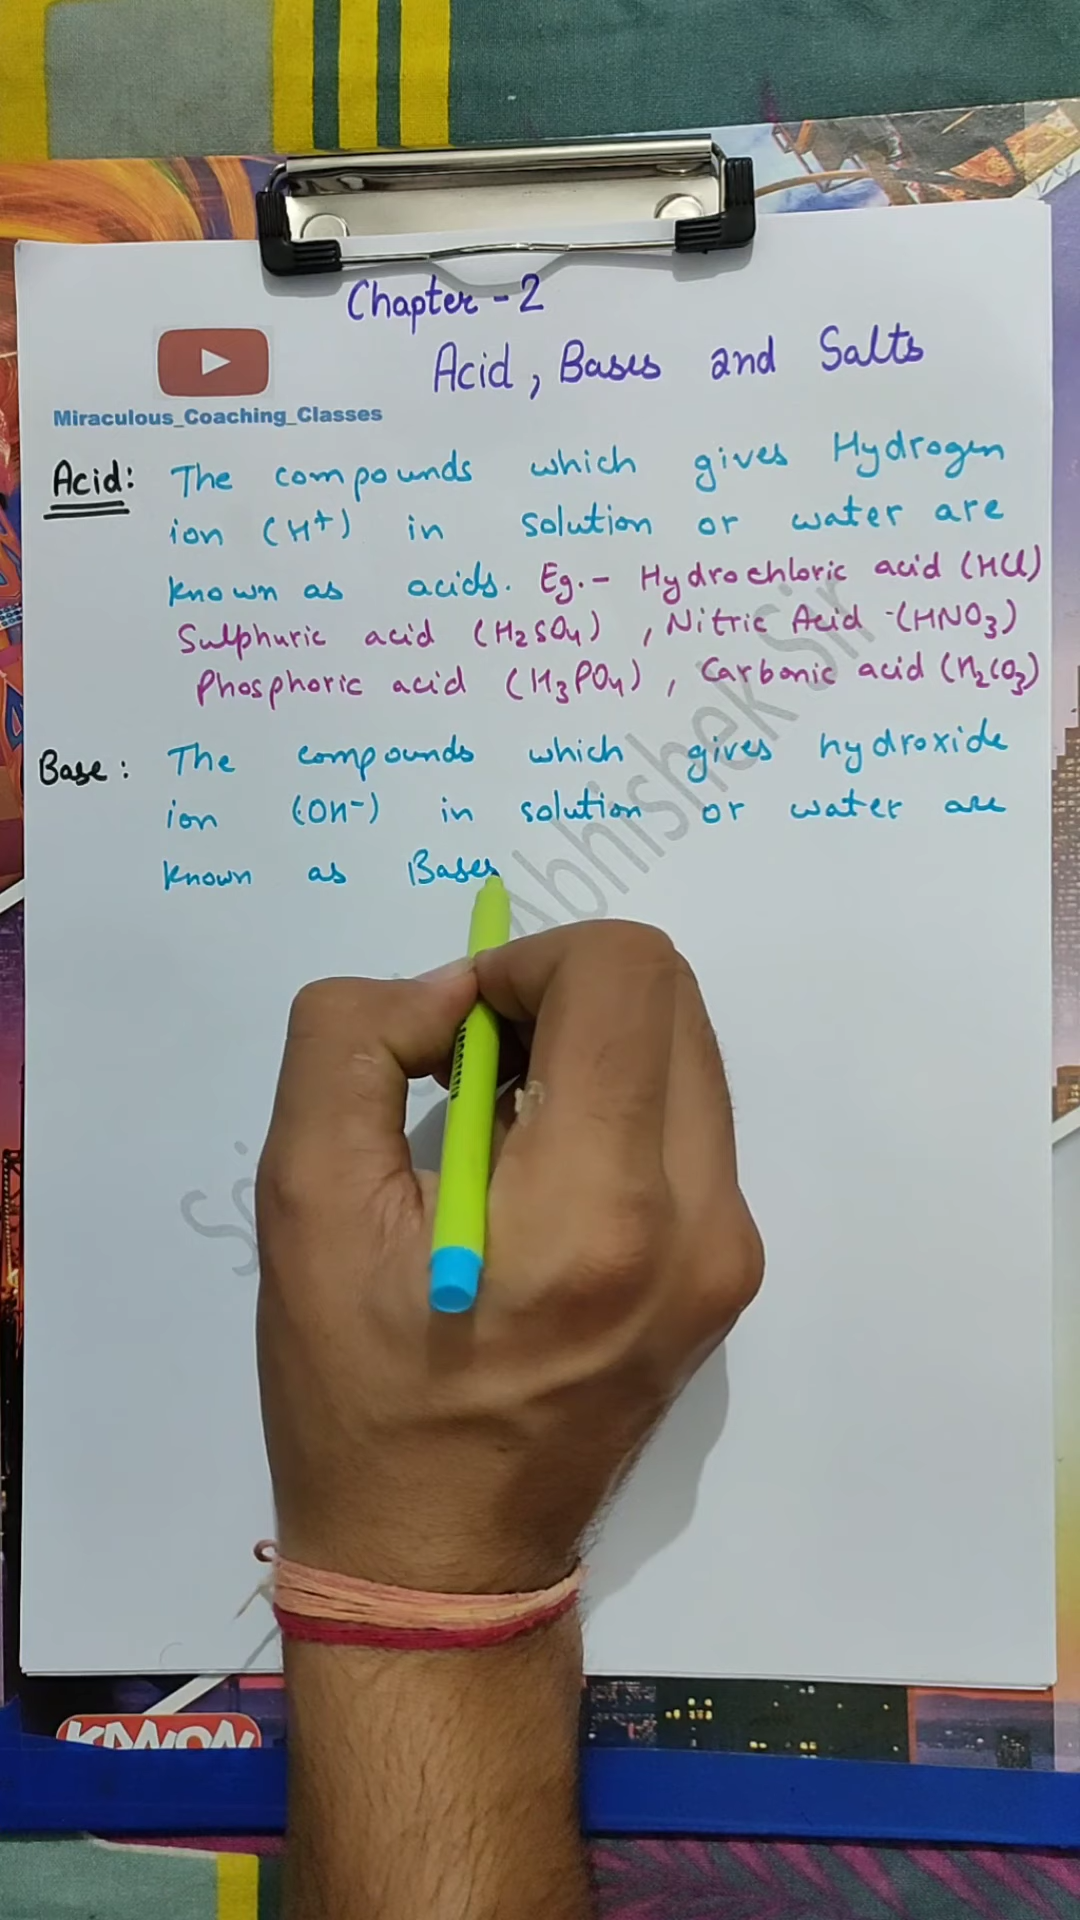 Chapter - 2
Acid, Bases and Salts
Miraculous_Coaching_Classes
Acid: The compounds which gives Hydrogen
ion (H+) in solution or water are
known as acids. Eg.- Hydrochloric acid (HCl)
Sulphuric acid (H2SO4), Nitric Acid -(HNO3)
Phosphoric acid (H3PO4), Carbonic acid (H2CO3)
Base: The compounds which gives hydroxide
ion (OH-) in solution or water are
known as Bases
Abhishek Sir